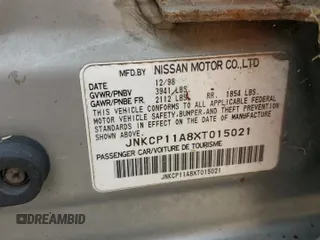 MFD.BY NISSAN MOTOR CO.,LTD
DATE 12/98
GVWR/PNBV 3941 LBS.
GAWR/PNBE FR. 2112 LBS. RR. 1854 LBS.
THIS VEHICLE CONFORMS TO ALL APPLICABLE FEDERAL
MOTOR VEHICLE SAFETY,BUMPER,AND THEFT PREVENTION
STANDARDS IN EFFECT ON THE DATE OF MANUFACTURE
SHOWN ABOVE.
JNKCP11A8XT015021
PASSENGER CAR/VOITURE DE TOURISME
JNKCP11A8XT015021
DREAMBID